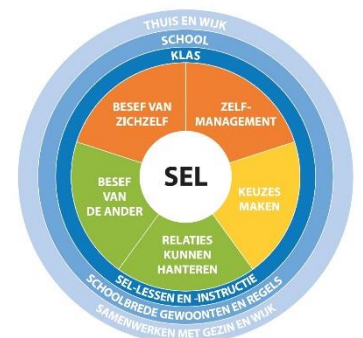 THUIS EN WIJK
SCHOOL
KLAS
BESEF VAN
ZICHZELF
ZELF-
MANAGEMENT
SEL
BESEF
VAN
DE ANDER
KEUZES
MAKEN
RELATIES
KUNNEN
HANTEREN
SEL-LESSEN EN -INSTRUCTIE
SCHOOLBREDE GEWOONTEN EN REGELS
SAMENWERKEN MET GEZIN EN WIJK